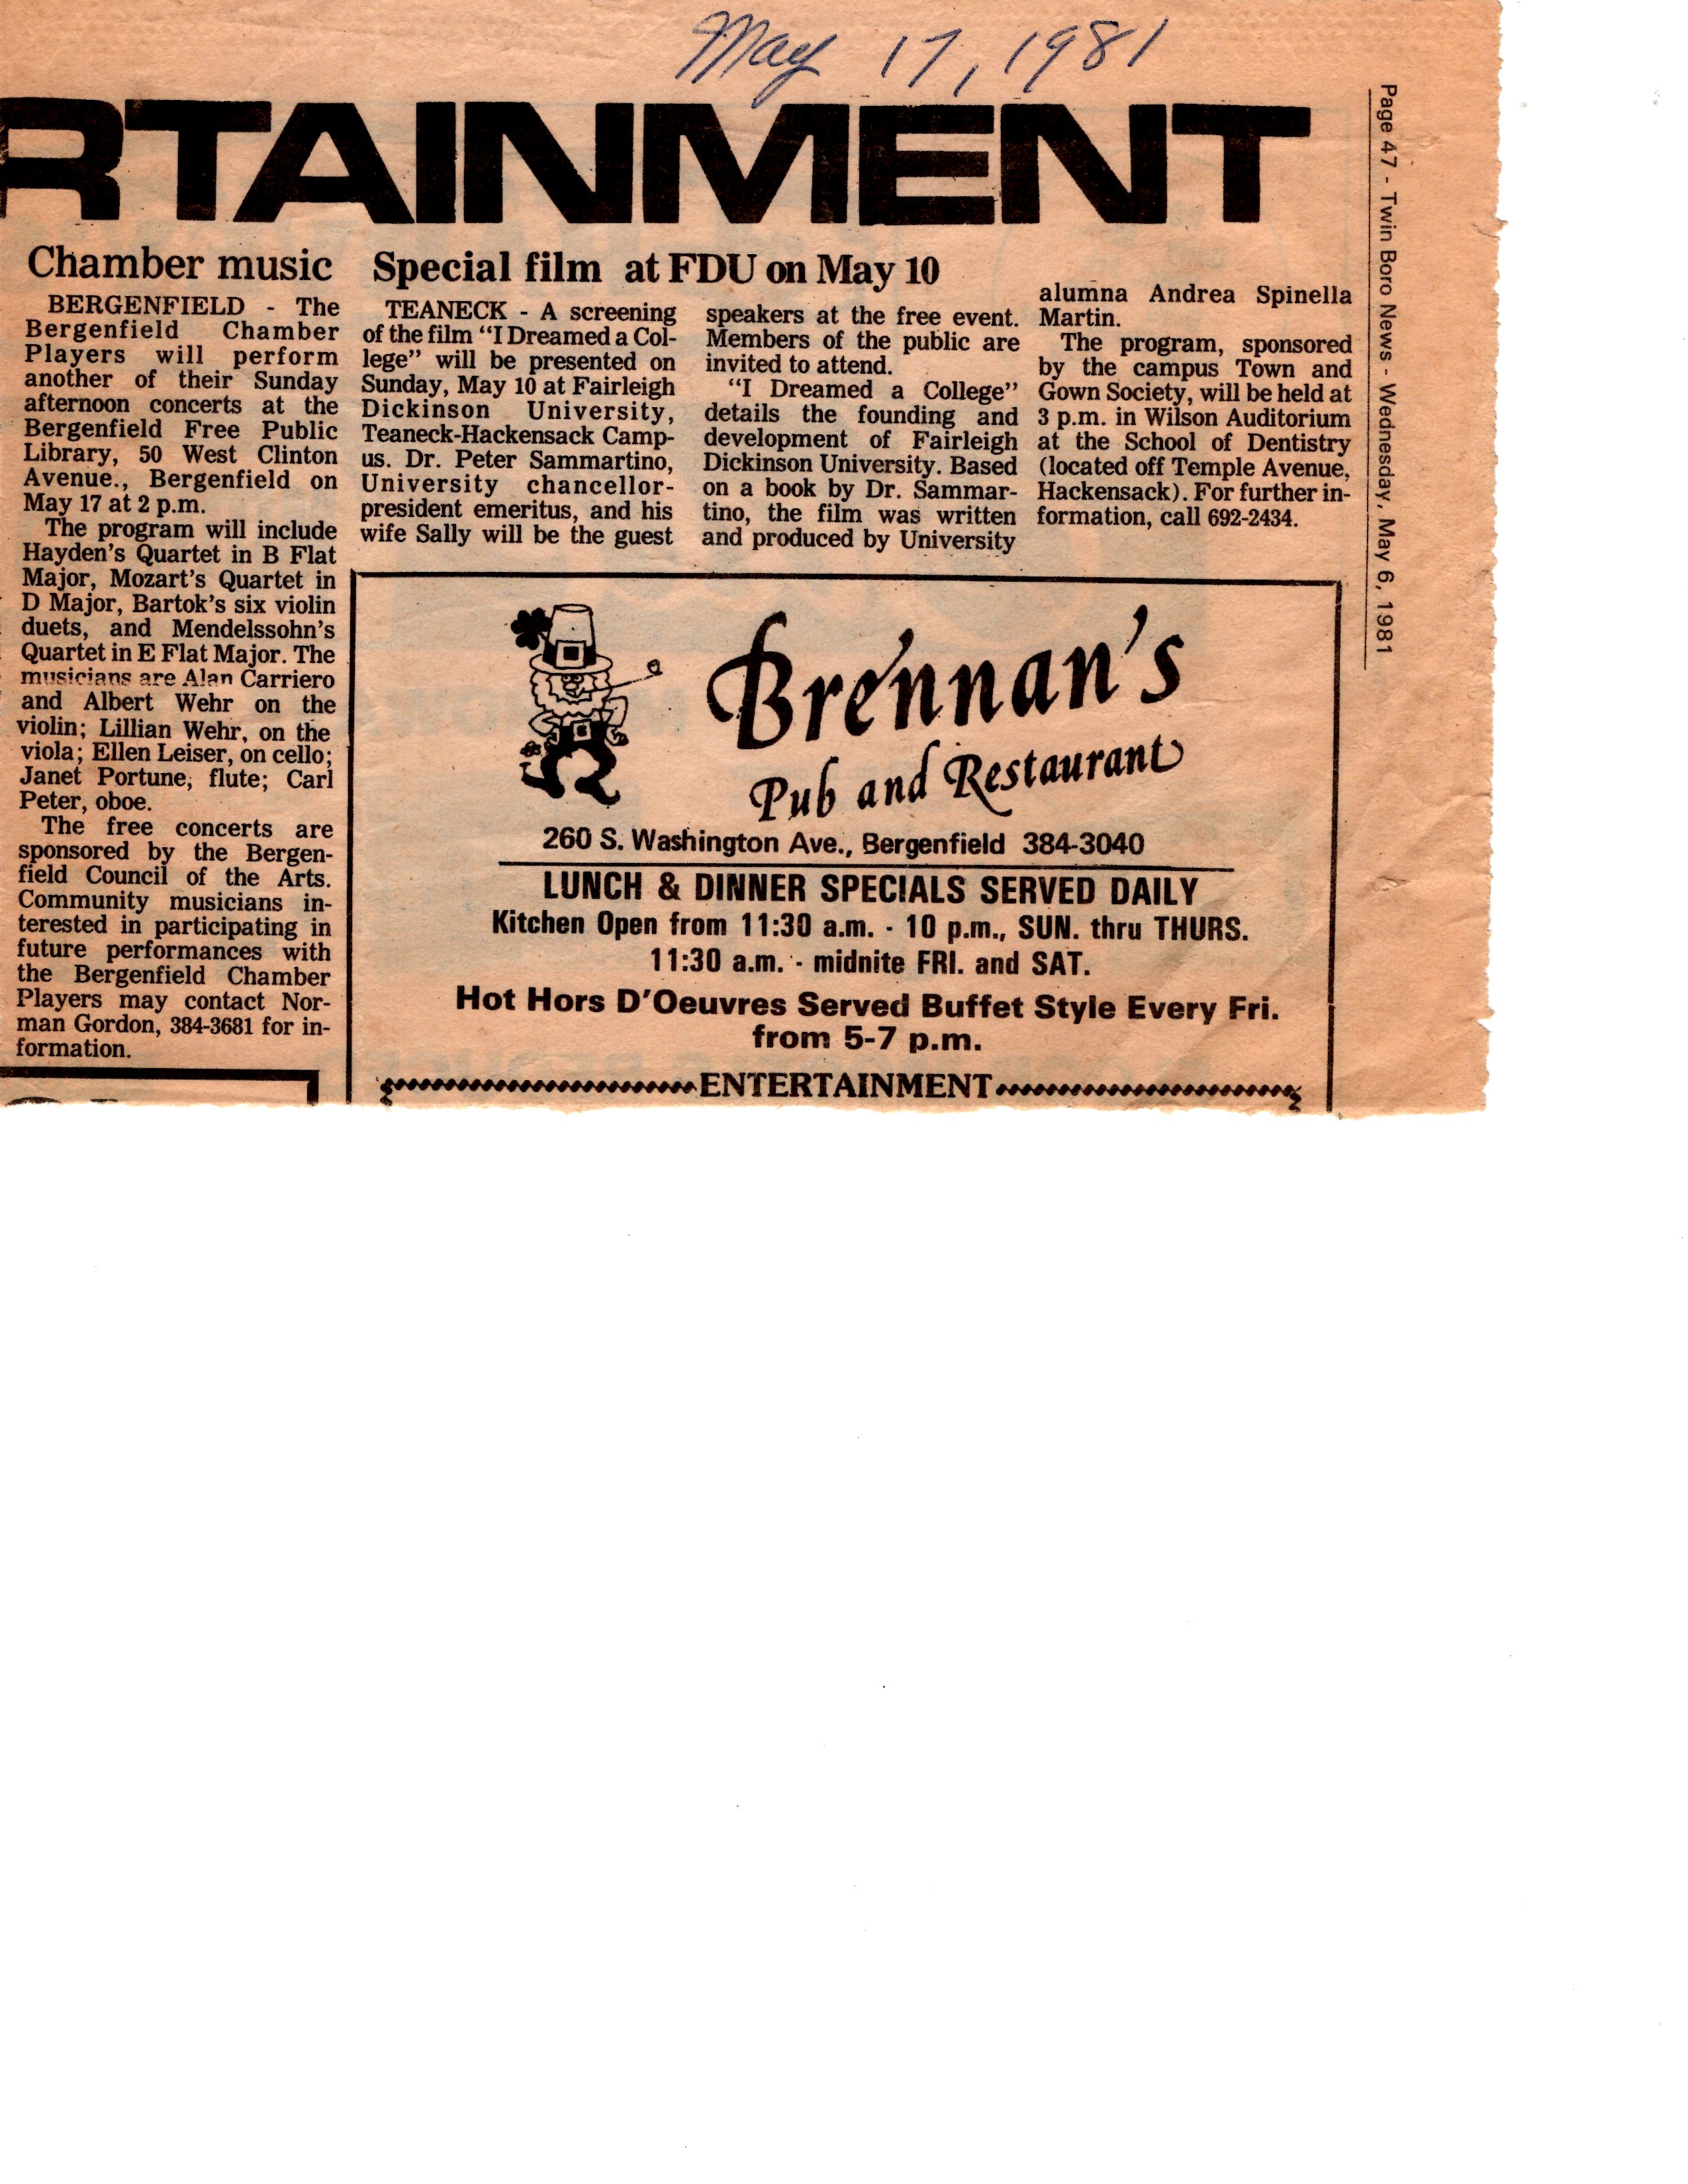 May 17, 1981
RTAINMENT
Page 47 - Twin Boro News - Wednesday, May 6, 1981
Chamber music
BERGENFIELD - The
Bergenfield Chamber
Players will perform
another of their Sunday
afternoon concerts at the
Bergenfield Free Public
Library, 50 West Clinton
Avenue., Bergenfield on
May 17 at 2 p.m.
The program will include
Hayden's Quartet in B Flat
Major, Mozart's Quartet in
D Major, Bartok's six violin
duets, and Mendelssohn's
Quartet in E Flat Major. The
musicians are Alan Carriero
and Albert Wehr on the
violin; Lillian Wehr, on the
viola; Ellen Leiser, on cello;
Janet Portune, flute; Carl
Peter, oboe.
The free concerts are
sponsored by the Bergen-
field Council of the Arts.
Community musicians in-
terested in participating in
future performances with
the Bergenfield Chamber
Players may contact Nor-
man Gordon, 384-3681 for in-
formation.
Special film at FDU on May 10
TEANECK - A screening
of the film "I Dreamed a Col-
lege" will be presented on
Sunday, May 10 at Fairleigh
Dickinson University,
Teaneck-Hackensack Camp-
us. Dr. Peter Sammartino,
University chancellor-
president emeritus, and his
wife Sally will be the guest
speakers at the free event.
Members of the public are
invited to attend.
"I Dreamed a College"
details the founding and
development of Fairleigh
Dickinson University. Based
on a book by Dr. Sammar-
tino, the film was written
and produced by University
alumna Andrea Spinella
Martin.
The program, sponsored
by the campus Town and
Gown Society, will be held at
3 p.m. in Wilson Auditorium
at the School of Dentistry
(located off Temple Avenue,
Hackensack). For further in-
formation, call 692-2434.
Brennan's
Pub and Restaurant
260 S. Washington Ave., Bergenfield 384-3040
LUNCH & DINNER SPECIALS SERVED DAILY
Kitchen Open from 11:30 a.m. - 10 p.m., SUN. thru THURS.
11:30 a.m. - midnite FRI. and SAT.
Hot Hors D'Oeuvres Served Buffet Style Every Fri.
from 5-7 p.m.
ENTERTAINMENT